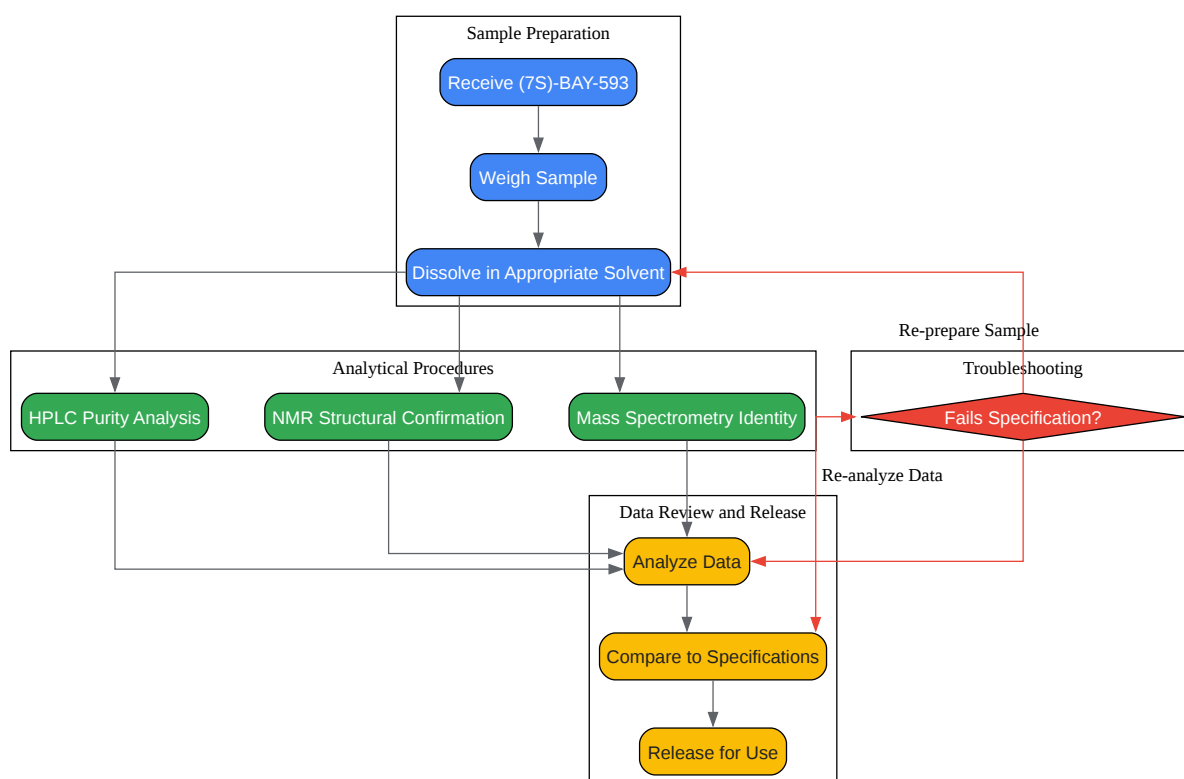 Sample Preparation
Receive (7S)-BAY-593
Weigh Sample
Dissolve in Appropriate Solvent
Re-prepare Sample
Analytical Procedures
Troubleshooting
HPLC Purity Analysis
NMR Structural Confirmation
Mass Spectrometry Identity
Fails Specification?
Re-analyze Data
Data Review and Release
Analyze Data
Compare to Specifications
Release for Use